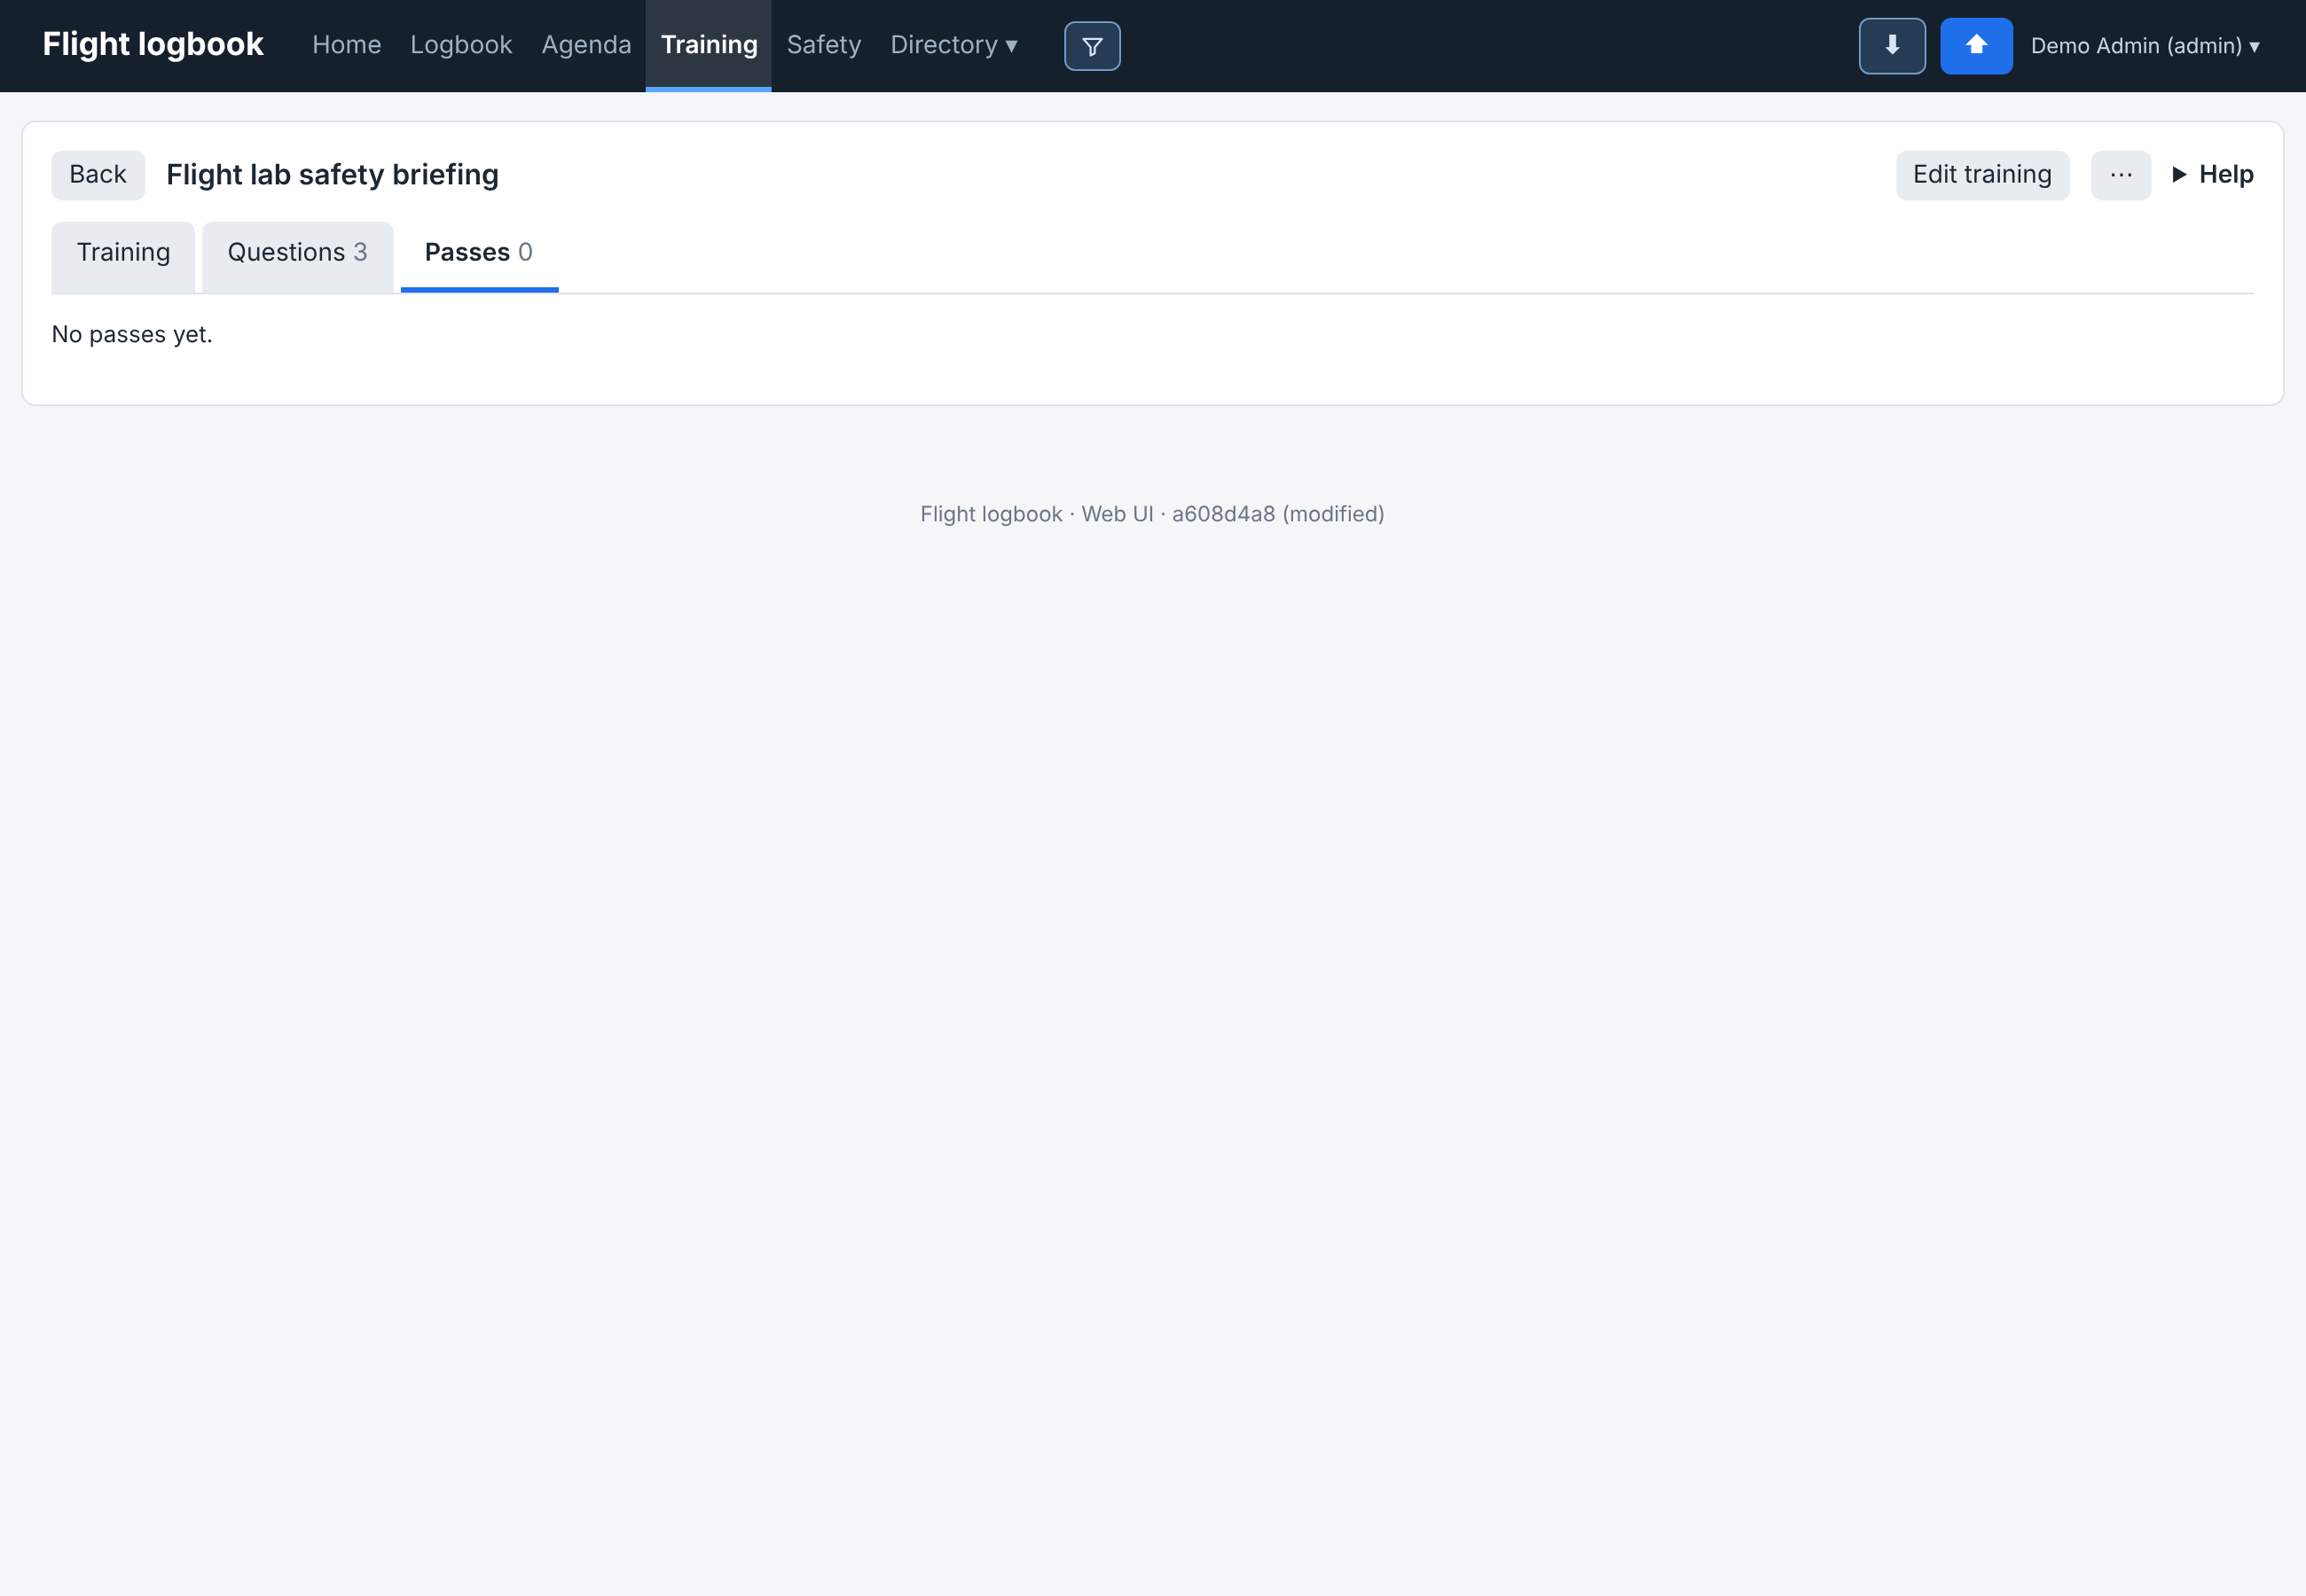 Flight logbook Home Logbook Agenda Training Safety Directory ▾ Demo Admin (admin) ▾
Back Flight lab safety briefing Edit training ··· ▶ Help
Training Questions 3 Passes 0
No passes yet.
Flight logbook · Web UI · a608d4a8 (modified)